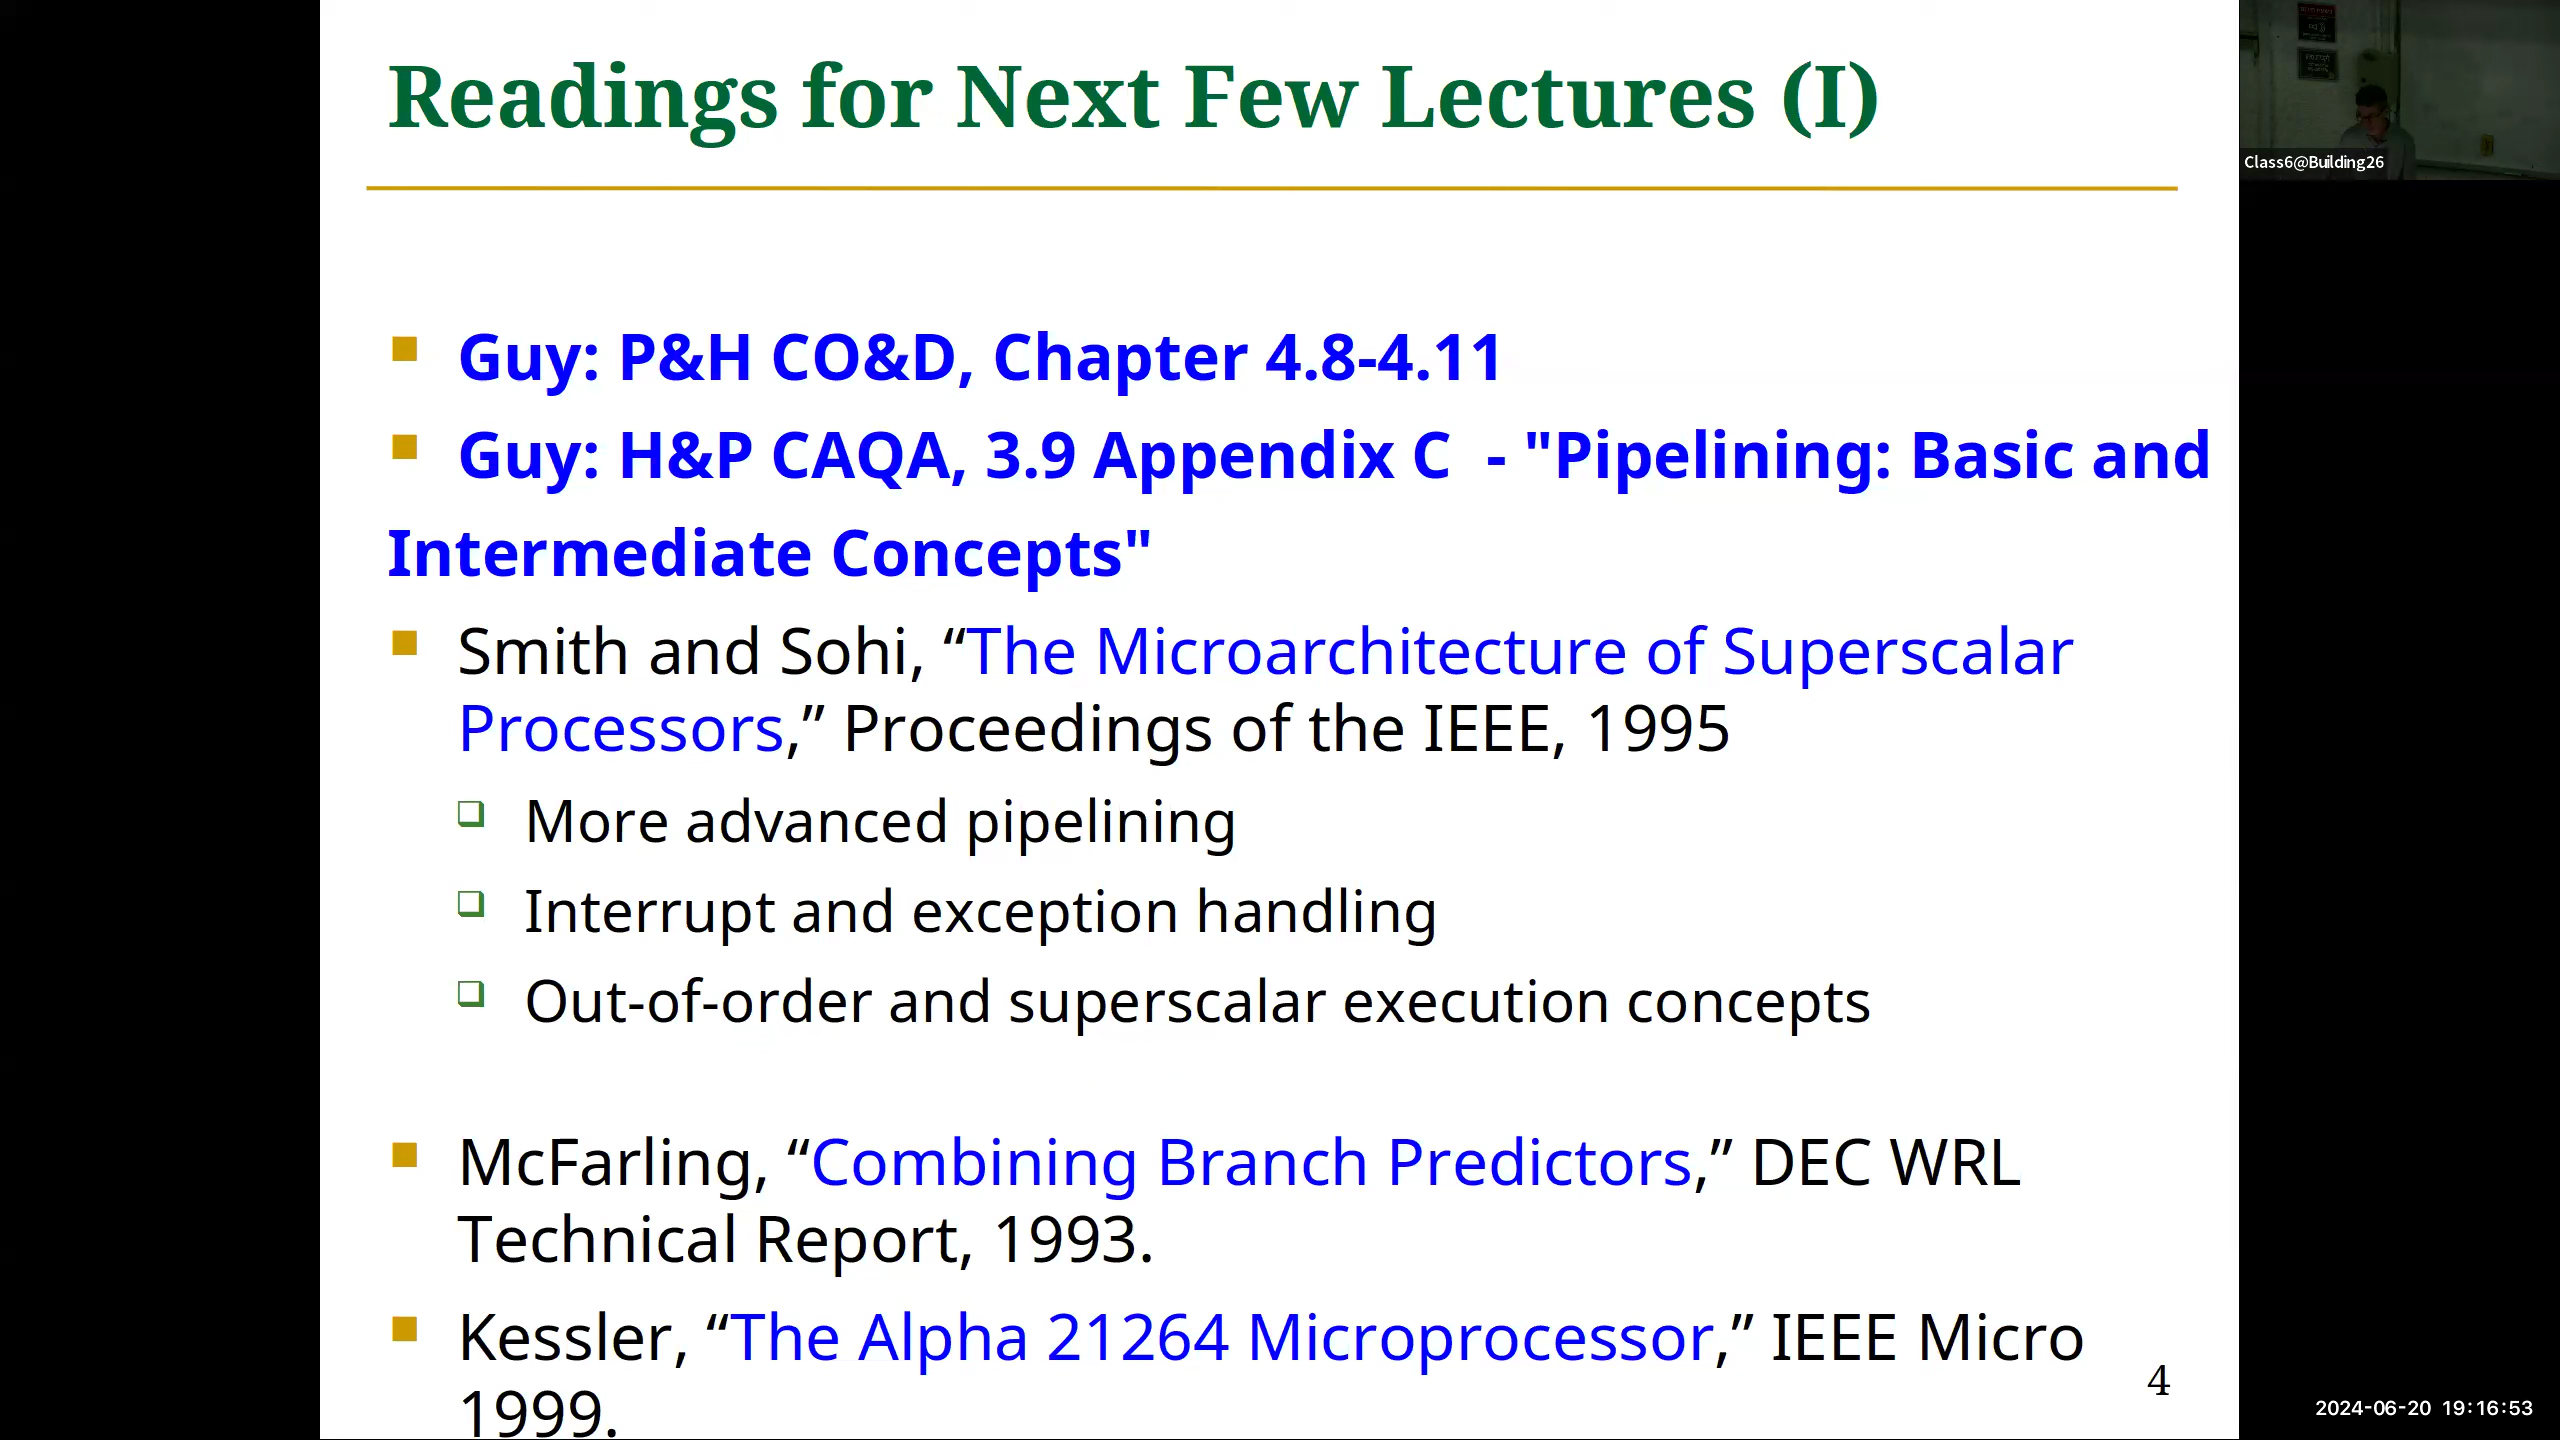 Readings for Next Few Lectures (I)
Class6@Building26
■ Guy: P&H CO&D, Chapter 4.8-4.11
■ Guy: H&P CAQA, 3.9 Appendix C  - "Pipelining: Basic and
Intermediate Concepts"
■ Smith and Sohi, “The Microarchitecture of Superscalar
Processors,” Proceedings of the IEEE, 1995
❑ More advanced pipelining
❑ Interrupt and exception handling
❑ Out-of-order and superscalar execution concepts
■ McFarling, “Combining Branch Predictors,” DEC WRL
Technical Report, 1993.
■ Kessler, “The Alpha 21264 Microprocessor,” IEEE Micro
1999.
4
2024-06-20 19:16:53